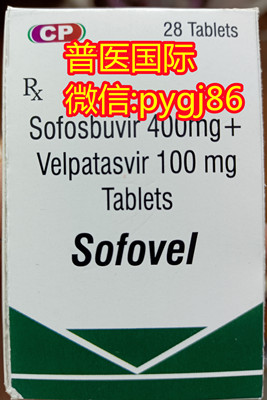 CP
28 Tablets
Rx
普医国际
微信:pygj86
Sofosbuvir 400mg+
Velpatasvir 100 mg
Tablets
Sofovel